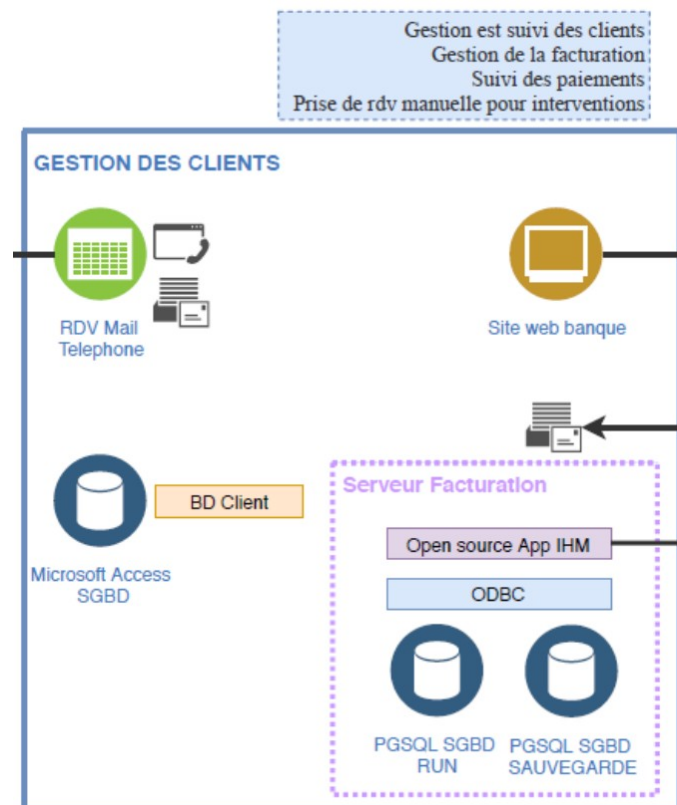 Gestion est suivi des clients
Gestion de la facturation
Suivi des paiements
Prise de rdv manuelle pour interventions
GESTION DES CLIENTS
RDV Mail
Telephone
Site web banque
BD Client
Microsoft Access
SGBD
Serveur Facturation
Open source App IHM
ODBC
PGSQL SGBD
RUN
PGSQL SGBD
SAUVEGARDE